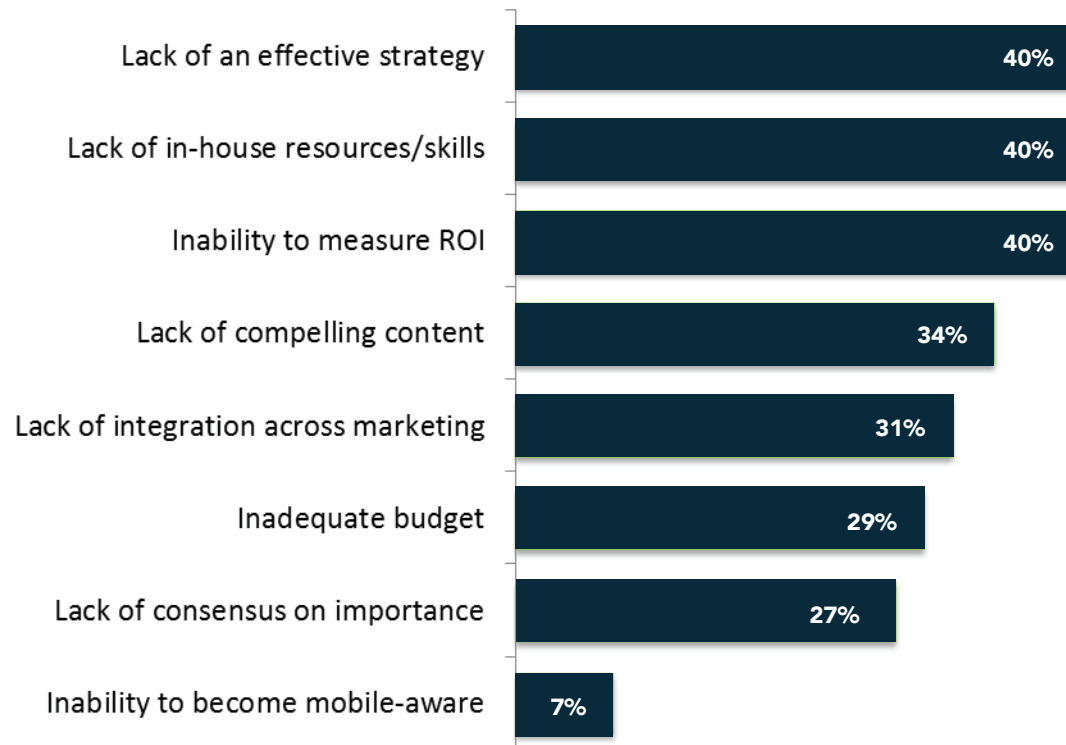 Lack of an effective strategy 40%
Lack of in-house resources/skills 40%
Inability to measure ROI 40%
Lack of compelling content 34%
Lack of integration across marketing 31%
Inadequate budget 29%
Lack of consensus on importance 27%
Inability to become mobile-aware 7%